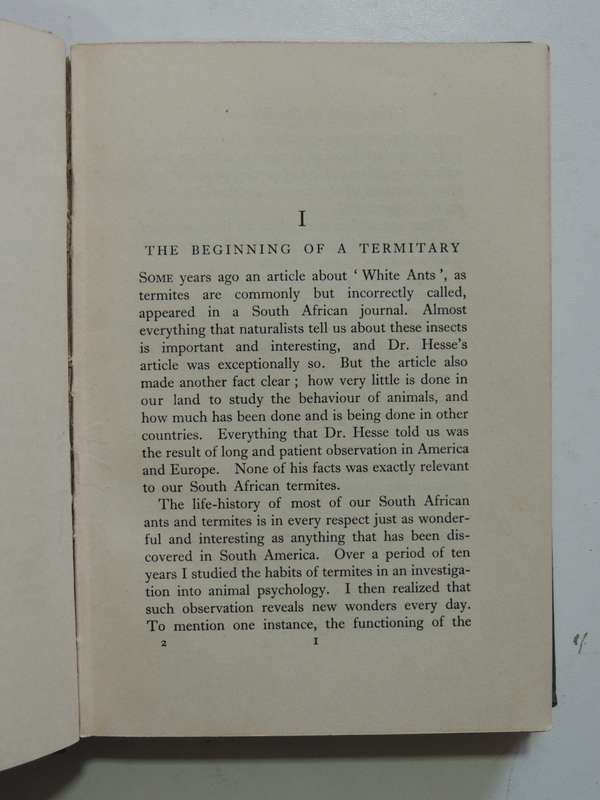 I
THE BEGINNING OF A TERMITARY
SOME years ago an article about ‘ White Ants ’, as
termites are commonly but incorrectly called,
appeared in a South African journal. Almost
everything that naturalists tell us about these insects
is important and interesting, and Dr. Hesse’s
article was exceptionally so. But the article also
made another fact clear ; how very little is done in
our land to study the behaviour of animals, and
how much has been done and is being done in other
countries. Everything that Dr. Hesse told us was
the result of long and patient observation in America
and Europe. None of his facts was exactly relevant
to our South African termites.
The life-history of most of our South African
ants and termites is in every respect just as wonder-
ful and interesting as anything that has been dis-
covered in South America. Over a period of ten
years I studied the habits of termites in an investiga-
tion into animal psychology. I then realized that
such observation reveals new wonders every day.
To mention one instance, the functioning of the
2 1